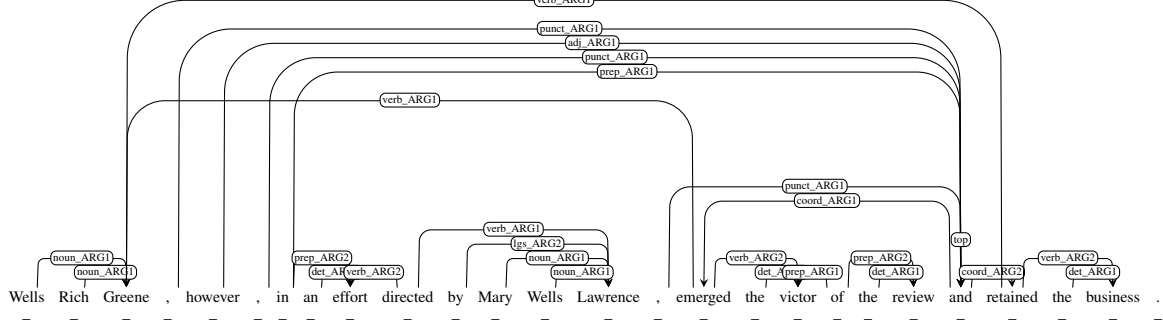 verb_ARG1
punct_ARG1
adj_ARG1
punct_ARG1
prep_ARG1
verb_ARG1
punct_ARG1
coord_ARG1
verb_ARG1
top
lgs_ARG2
noun_ARG1 prep_ARG2 noun_ARG1 verb_ARG2 prep_ARG2 verb_ARG2
noun_ARG1 verb_ARG2 noun_ARG1 prep_ARG1 det_ARG1 coord_ARG2 det_ARG1
Wells Rich Greene , however , in an effort directed by Mary Wells Lawrence , emerged the victor of the review and retained the business .